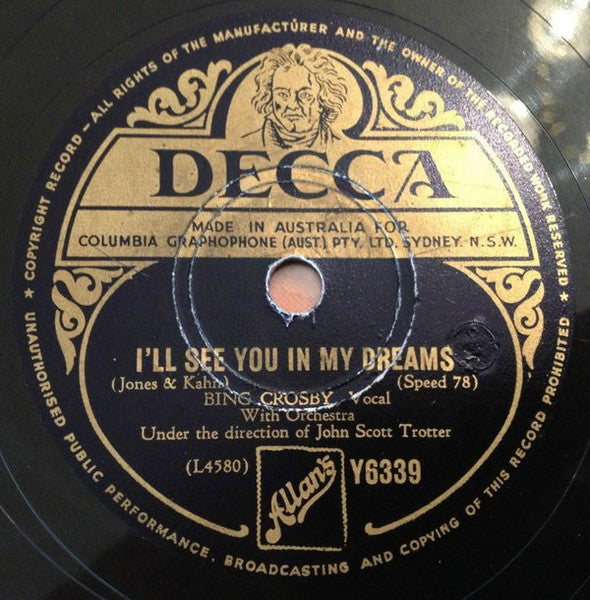 ★ COPYRIGHT RECORD – ALL RIGHTS OF THE MANUFACTURER AND THE OWNER OF THE RECORDED WORK RESERVED ★
DECCA
MADE IN AUSTRALIA FOR
COLUMBIA GRAPHOPHONE (AUST) PTY. LTD. SYDNEY N.S.W.
I'LL SEE YOU IN MY DREAMS
(Jones & Kahn) (Speed 78)
BING CROSBY Vocal
With Orchestra
Under the direction of John Scott Trotter
(L4580) Allan's Y6339
UNAUTHORISED PUBLIC PERFORMANCE, BROADCASTING AND COPYING OF THIS RECORD PROHIBITED